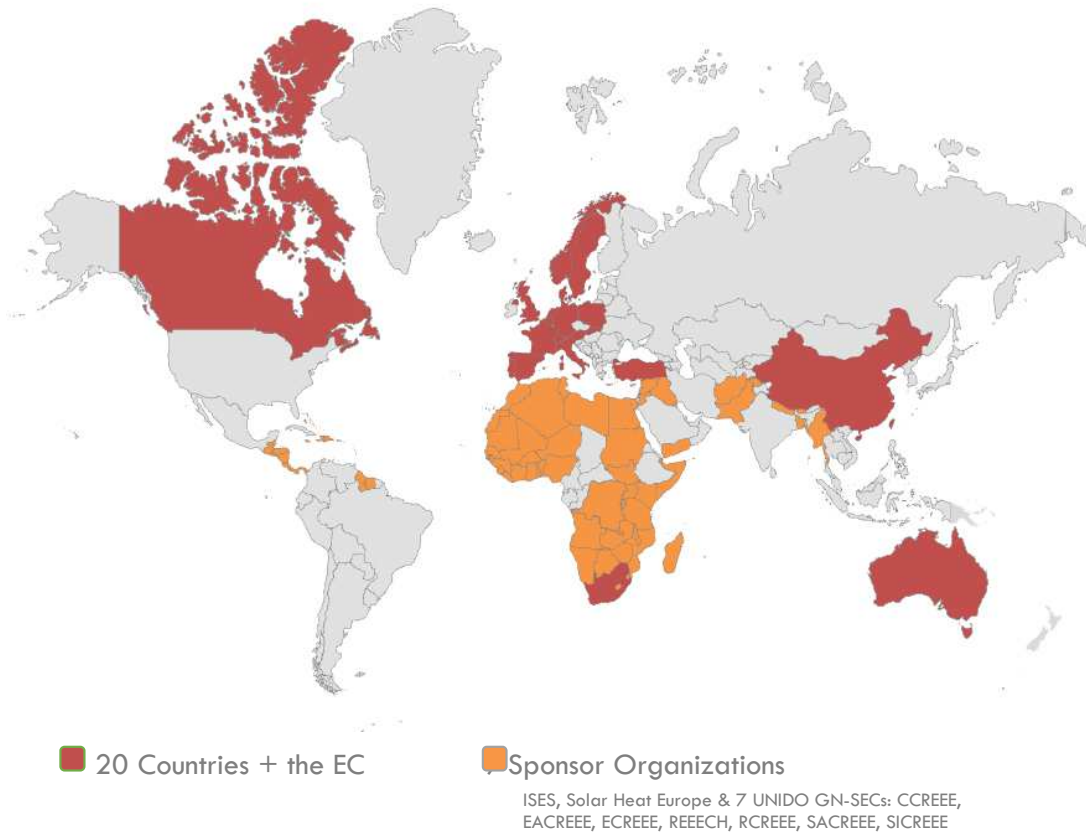 20 Countries + the EC
Sponsor Organizations
ISES, Solar Heat Europe & 7 UNIDO GN-SECs: CCREEE,
EACREEE, ECREEE, REEECH, RCREEE, SACREEE, SICREEE